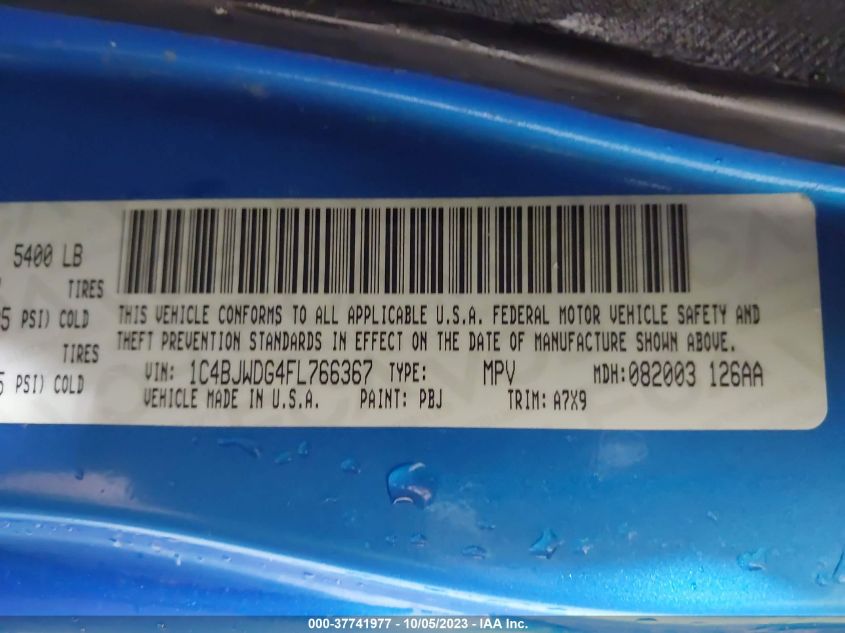 5400 LB
TIRES
5 PSI) COLD
TIRES
5 PSI) COLD
THIS VEHICLE CONFORMS TO ALL APPLICABLE U.S.A. FEDERAL MOTOR VEHICLE SAFETY AND
THEFT PREVENTION STANDARDS IN EFFECT ON THE DATE OF MANUFACTURE SHOWN ABOVE.
VIN: 1C4BJWDG4FL766367 TYPE: MPV MDH:082003 126AA
VEHICLE MADE IN U.S.A. PAINT: PBJ TRIM: A7X9
000-37741977 - 10/05/2023 - IAA Inc.